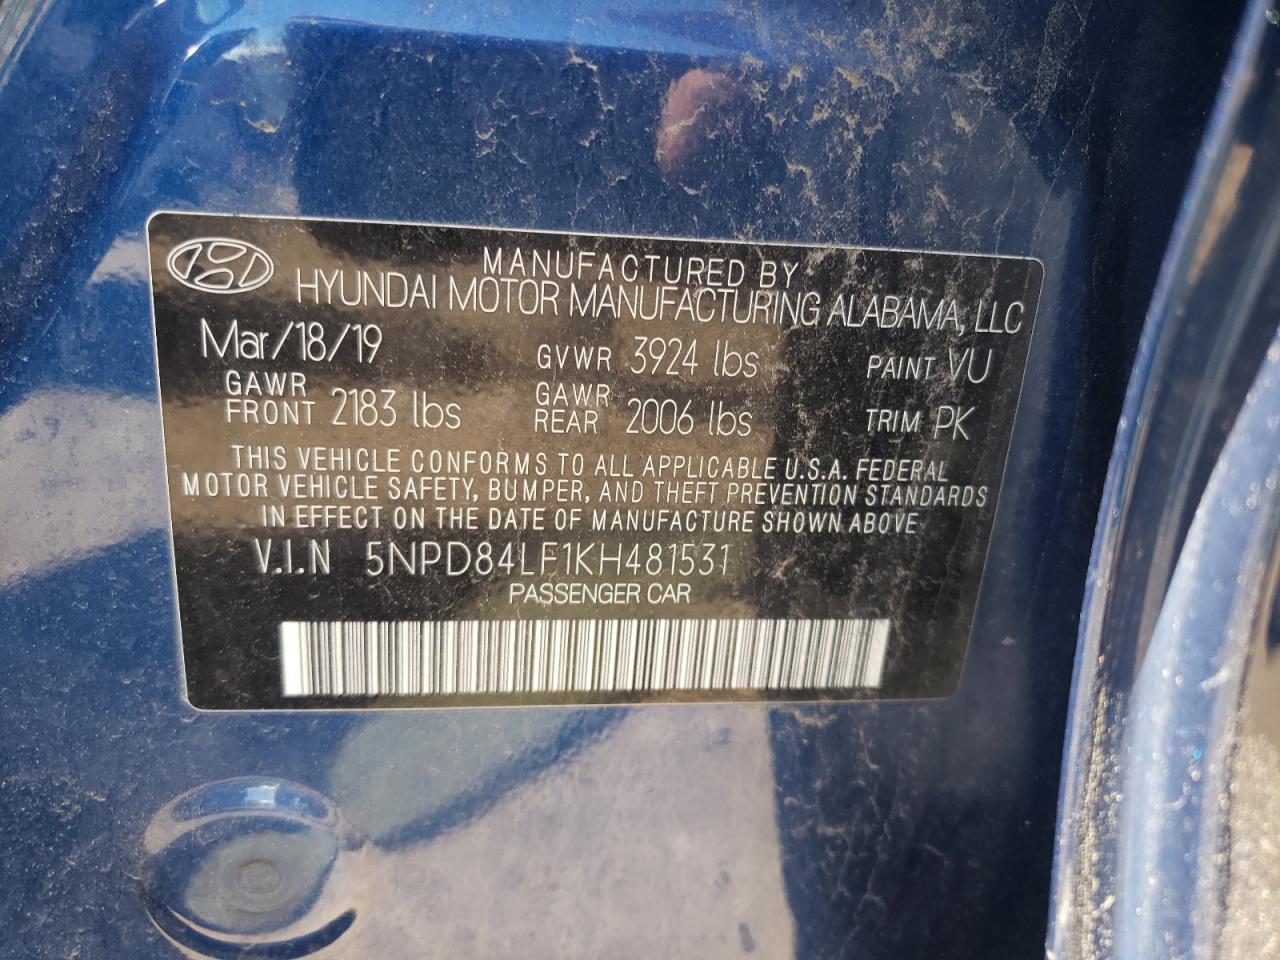 MANUFACTURED BY
HYUNDAI MOTOR MANUFACTURING ALABAMA, LLC
Mar/18/19 GVWR 3924 lbs PAINT VU
GAWR FRONT 2183 lbs GAWR REAR 2006 lbs TRIM PK
THIS VEHICLE CONFORMS TO ALL APPLICABLE U.S.A. FEDERAL
MOTOR VEHICLE SAFETY, BUMPER, AND THEFT PREVENTION STANDARDS
IN EFFECT ON THE DATE OF MANUFACTURE SHOWN ABOVE
V.I.N 5NPD84LF1KH481531
PASSENGER CAR